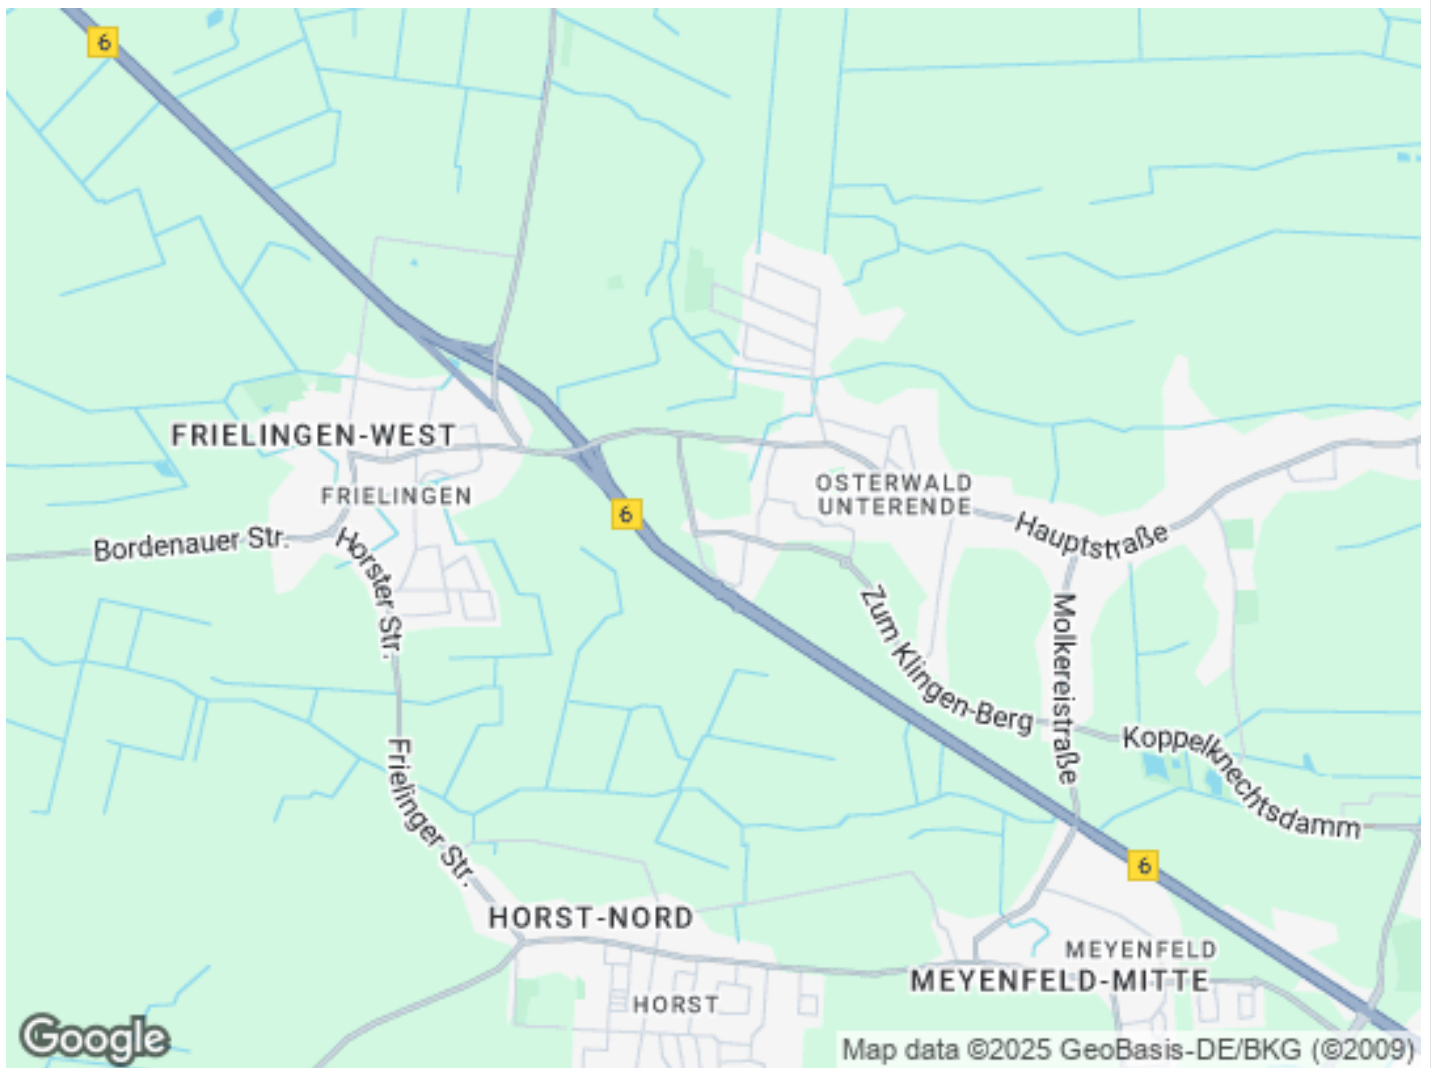 6
FRIELINGEN-WEST
FRIELINGEN
OSTERWALD
UNTERENDE
6
Bordenauer Str.
Horster Str.
Hauptstraße
Zum Klingen-Berg
Molkereistraße
Koppelknechtsdamm
Frielinger Str.
6
HORST-NORD
MEYENFELD
MEYENFELD-MITTE
HORST
Google
Map data ©2025 GeoBasis-DE/BKG (©2009)